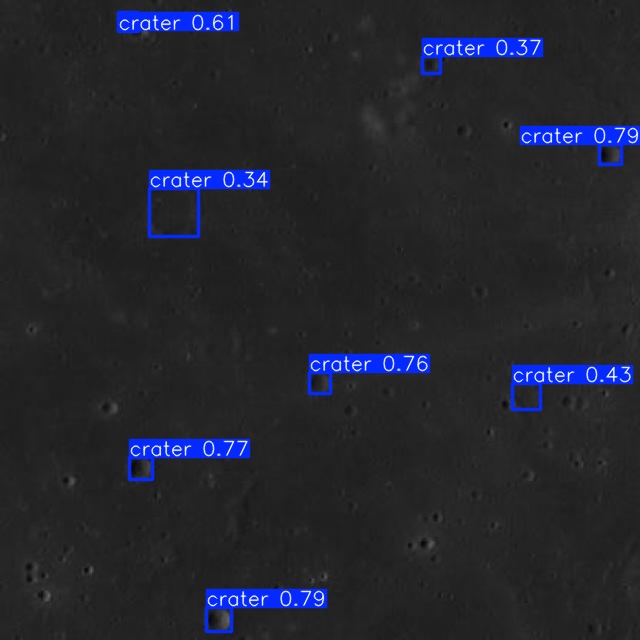 crater 0.61
crater 0.37
crater 0.79
crater 0.34
crater 0.76
crater 0.43
crater 0.77
crater 0.79